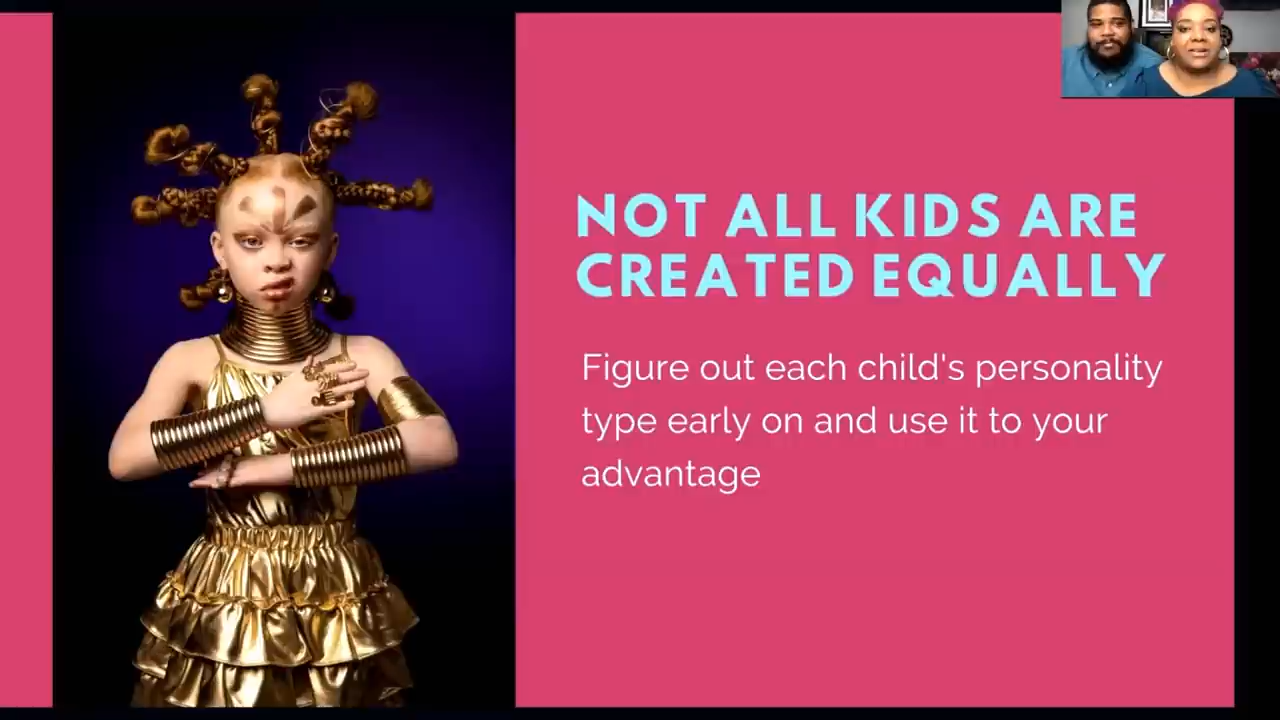 NOT ALL KIDS ARE
CREATED EQUALLY
Figure out each child's personality
type early on and use it to your
advantage